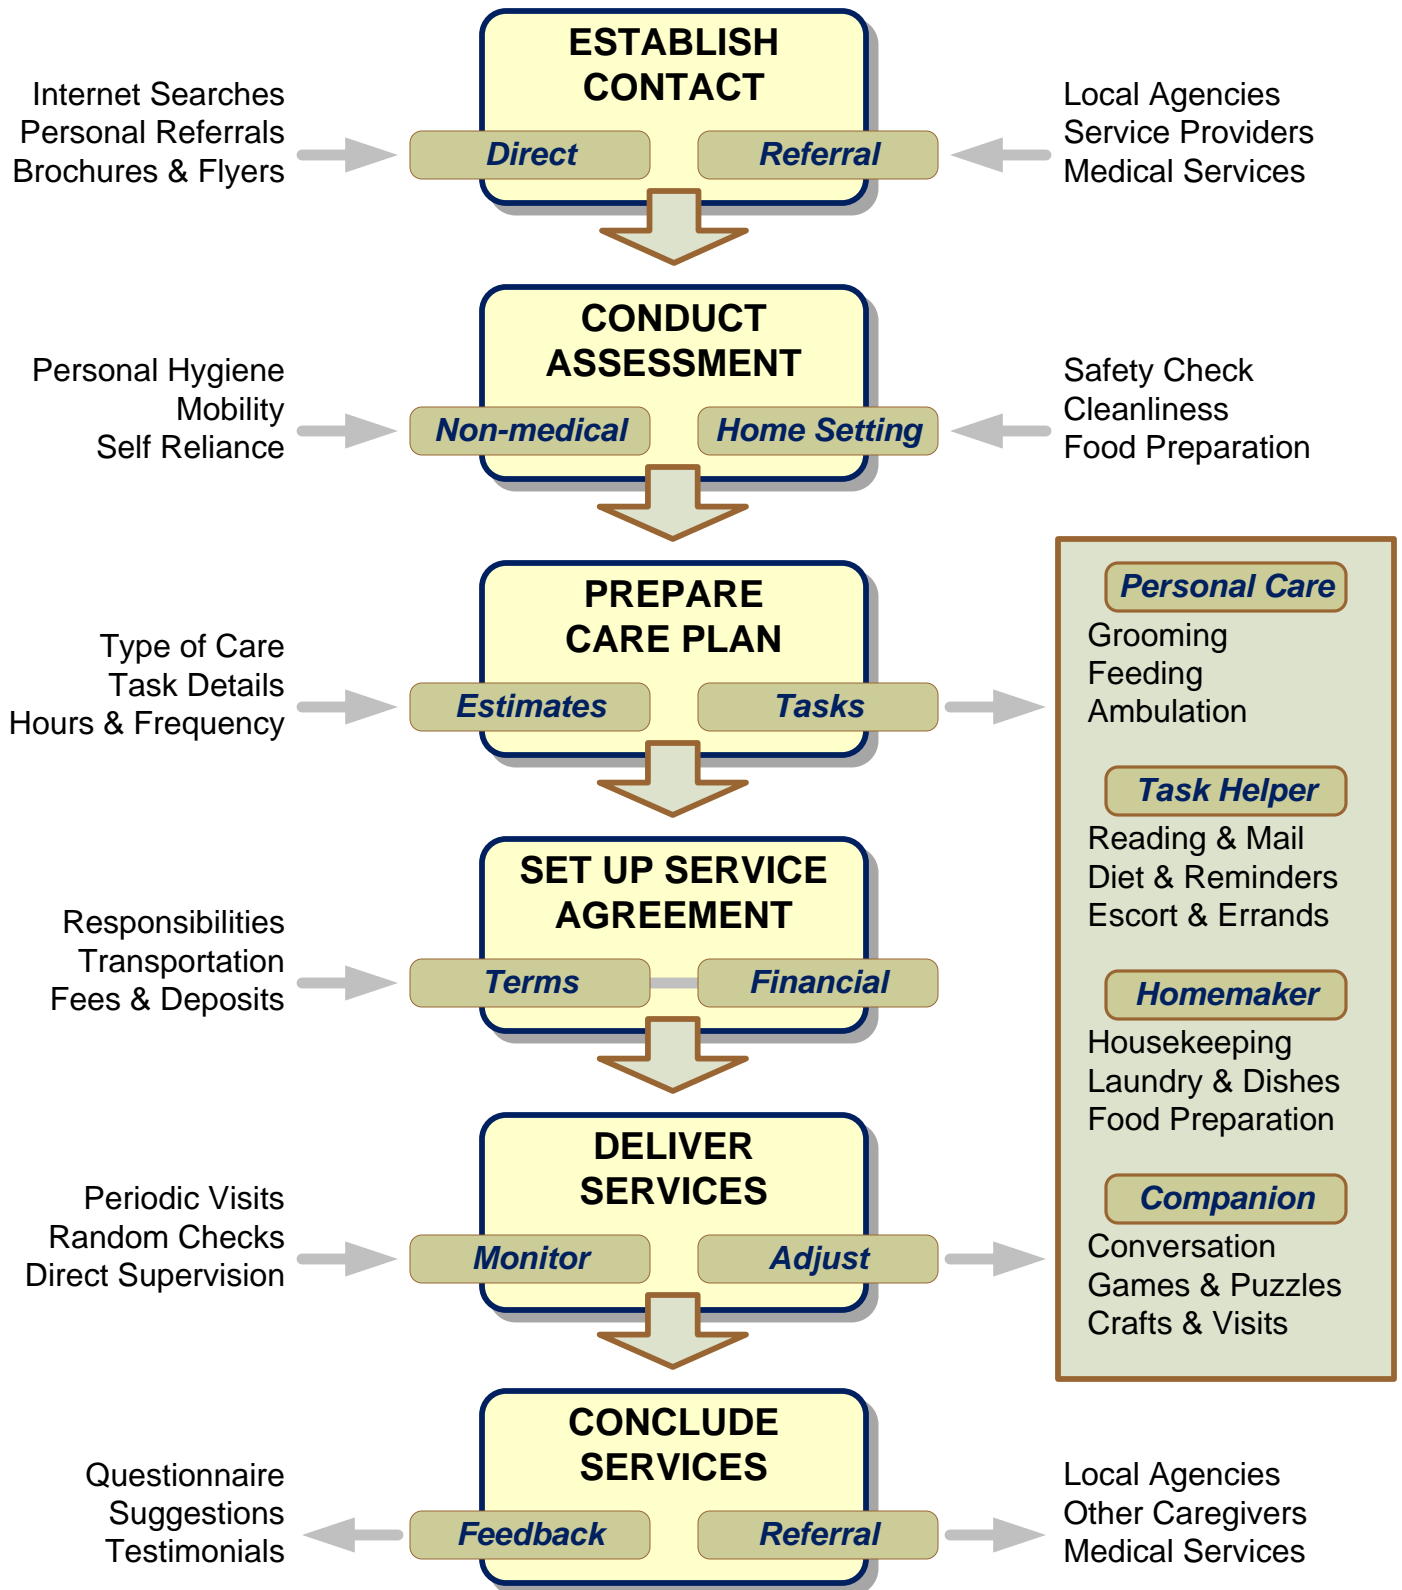 ESTABLISH
CONTACT
Internet Searches
Personal Referrals
Brochures & Flyers
Direct
Referral
Local Agencies
Service Providers
Medical Services
CONDUCT
ASSESSMENT
Personal Hygiene
Mobility
Self Reliance
Non-medical
Home Setting
Safety Check
Cleanliness
Food Preparation
PREPARE
CARE PLAN
Type of Care
Task Details
Hours & Frequency
Estimates
Tasks
Personal Care
Grooming
Feeding
Ambulation
Task Helper
Reading & Mail
Diet & Reminders
Escort & Errands
Homemaker
Housekeeping
Laundry & Dishes
Food Preparation
Companion
Conversation
Games & Puzzles
Crafts & Visits
SET UP SERVICE
AGREEMENT
Responsibilities
Transportation
Fees & Deposits
Terms
Financial
DELIVER
SERVICES
Periodic Visits
Random Checks
Direct Supervision
Monitor
Adjust
CONCLUDE
SERVICES
Questionnaire
Suggestions
Testimonials
Feedback
Referral
Local Agencies
Other Caregivers
Medical Services